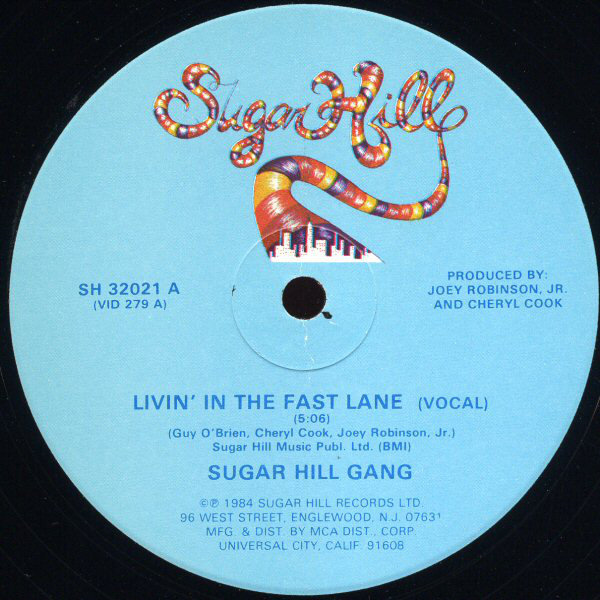 Sugar Hill
SH 32021 A
(VID 279 A)
PRODUCED BY:
JOEY ROBINSON, JR.
AND CHERYL COOK
LIVIN' IN THE FAST LANE (VOCAL)
(5:06)
(Guy O'Brien, Cheryl Cook, Joey Robinson, Jr.)
Sugar Hill Music Publ. Ltd. (BMI)
SUGAR HILL GANG
©℗ 1984 SUGAR HILL RECORDS LTD.
96 WEST STREET, ENGLEWOOD, N.J. 07631
MFG. & DIST. BY MCA DIST., CORP
UNIVERSAL CITY, CALIF. 91608